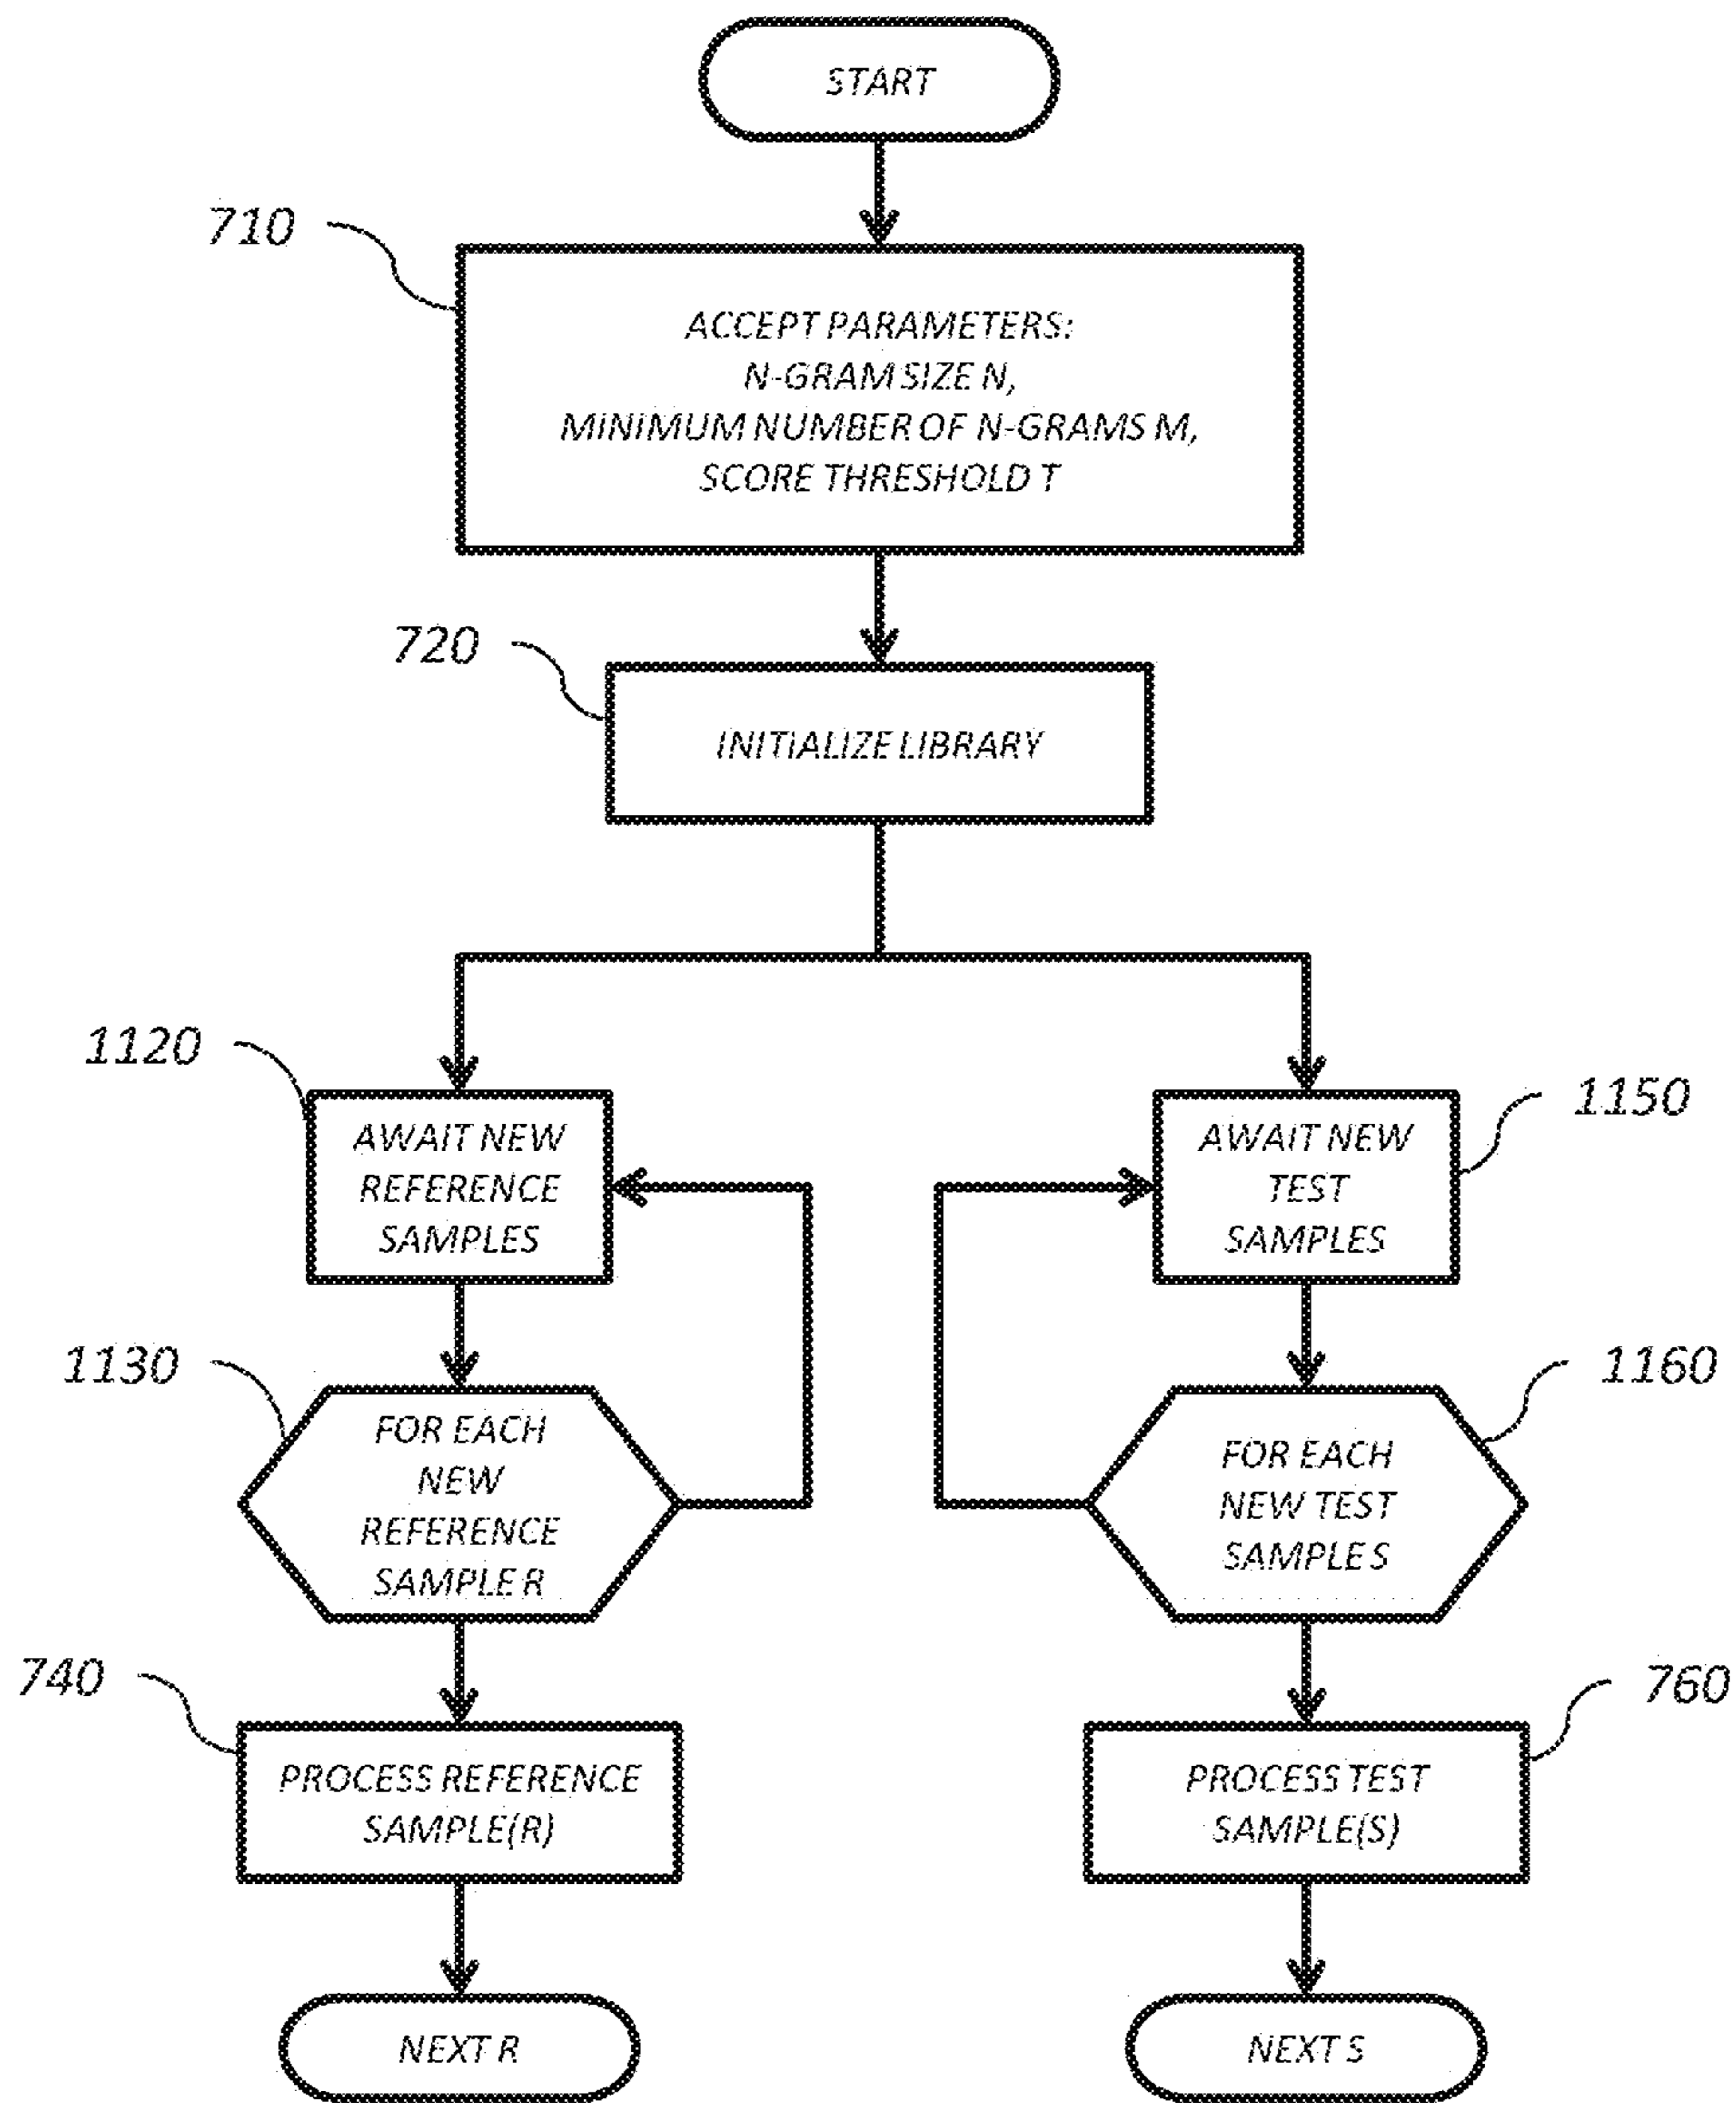 START
710
ACCEPT PARAMETERS:
N-GRAM SIZE N,
MINIMUM NUMBER OF N-GRAMS M,
SCORE THRESHOLD T
720
INITIALIZE LIBRARY
1120
AWAIT NEW
REFERENCE
SAMPLES
1150
AWAIT NEW
TEST
SAMPLES
1130
FOR EACH
NEW
REFERENCE
SAMPLE R
1160
FOR EACH
NEW TEST
SAMPLE S
740
PROCESS REFERENCE
SAMPLE(R)
760
PROCESS TEST
SAMPLE(S)
NEXT R
NEXT S